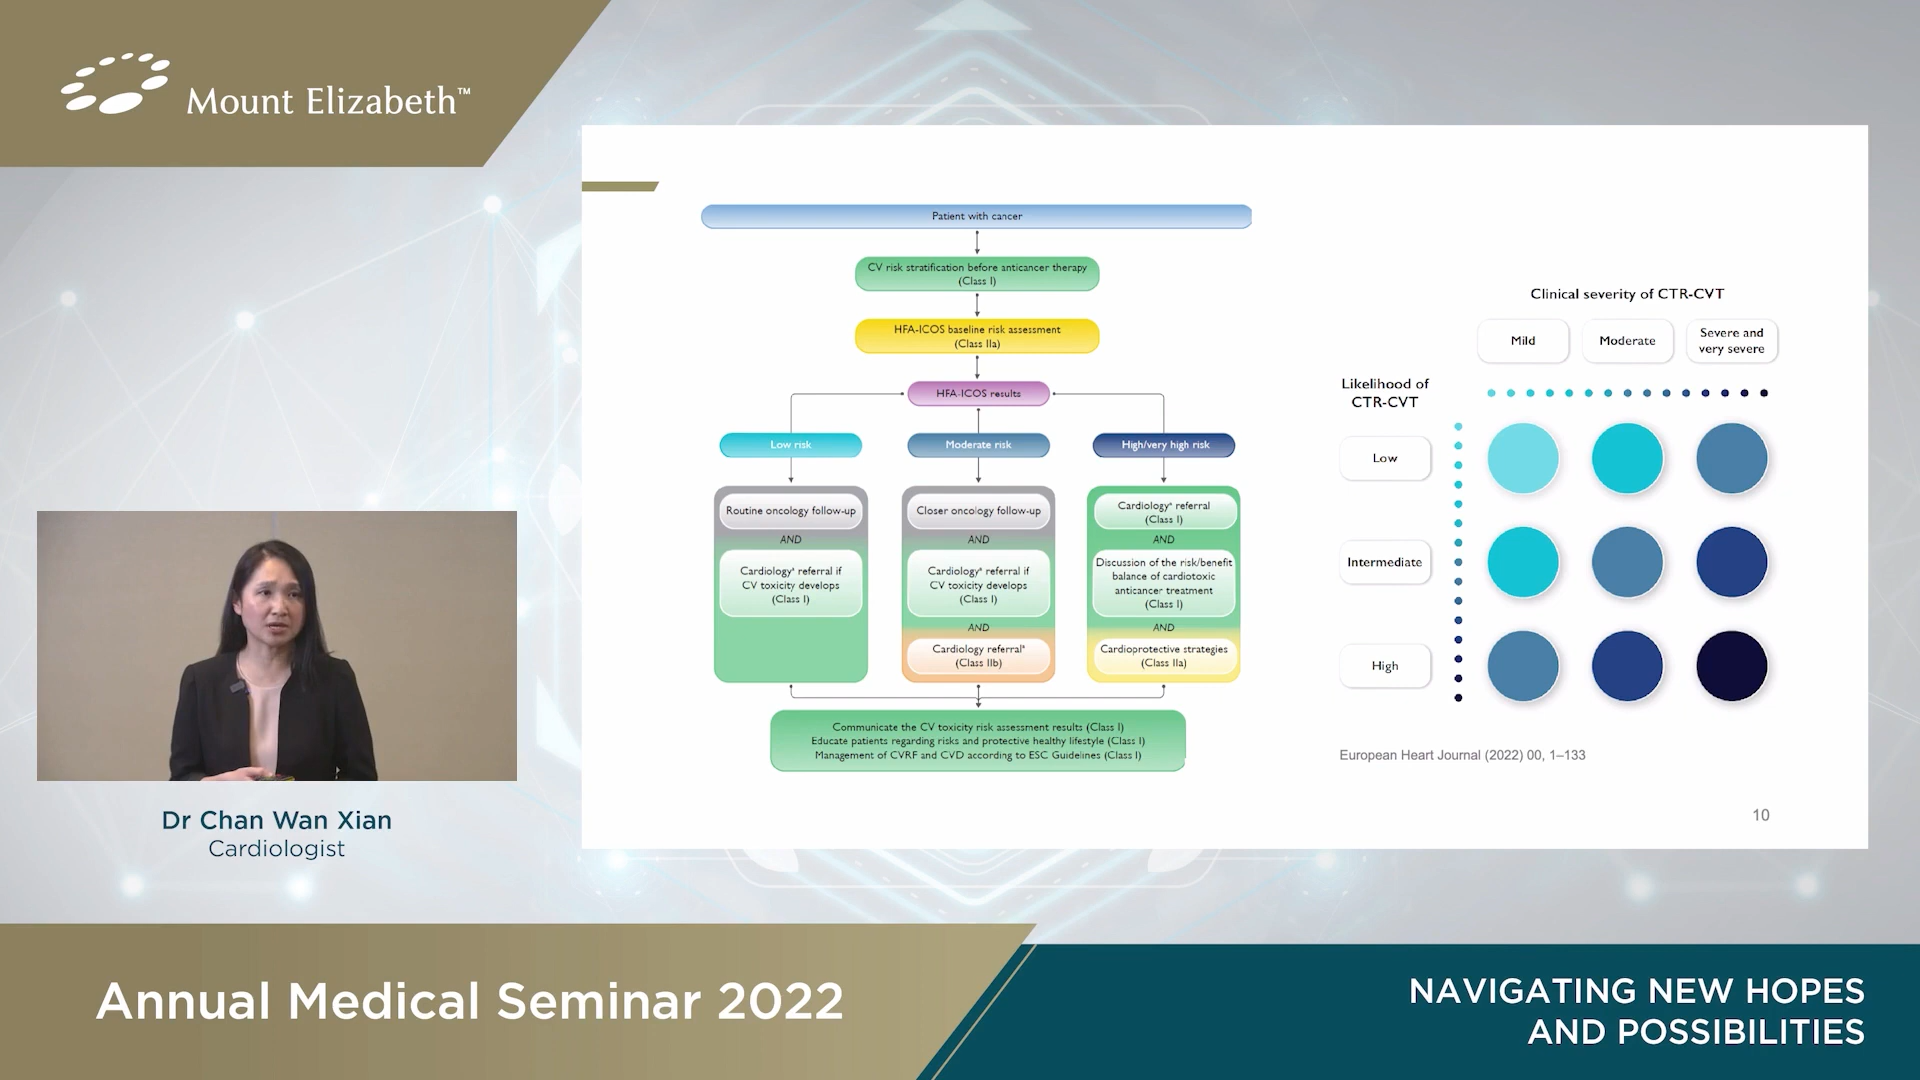 Mount Elizabeth™
Patient with cancer
CV risk stratification before anticancer therapy
(Class I)
HFA-ICOS baseline risk assessment
(Class IIa)
HFA-ICOS results
Low risk
Moderate risk
High/very high risk
Routine oncology follow-up
AND
Cardiologyª referral if
CV toxicity develops
(Class I)
Closer oncology follow-up
AND
Cardiologyª referral if
CV toxicity develops
(Class I)
AND
Cardiology referralª
(Class IIb)
Cardiologyª referral
(Class I)
AND
Discussion of the risk/benefit
balance of cardiotoxic
anticancer treatment
(Class I)
AND
Cardioprotective strategies
(Class IIa)
Communicate the CV toxicity risk assessment results (Class I)
Educate patients regarding risks and protective healthy lifestyle (Class I)
Management of CVRF and CVD according to ESC Guidelines (Class I)
Clinical severity of CTR-CVT
Mild
Moderate
Severe and
very severe
Likelihood of
CTR-CVT
Low
Intermediate
High
European Heart Journal (2022) 00, 1–133
10
Dr Chan Wan Xian
Cardiologist
Annual Medical Seminar 2022
NAVIGATING NEW HOPES
AND POSSIBILITIES